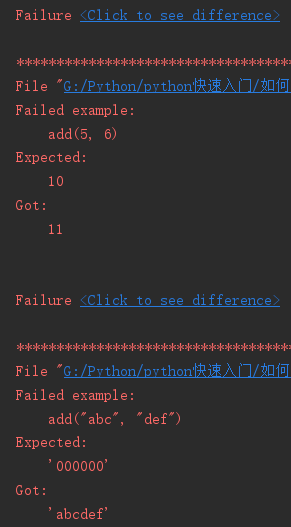 Failure <Click to see difference>
**********************************
File "G:/Python/python快速入门/如何
Failed example:
add(5, 6)
Expected:
10
Got:
11
Failure <Click to see difference>
**********************************
File "G:/Python/python快速入门/如何
Failed example:
add("abc", "def")
Expected:
'000000'
Got:
'abcdef'